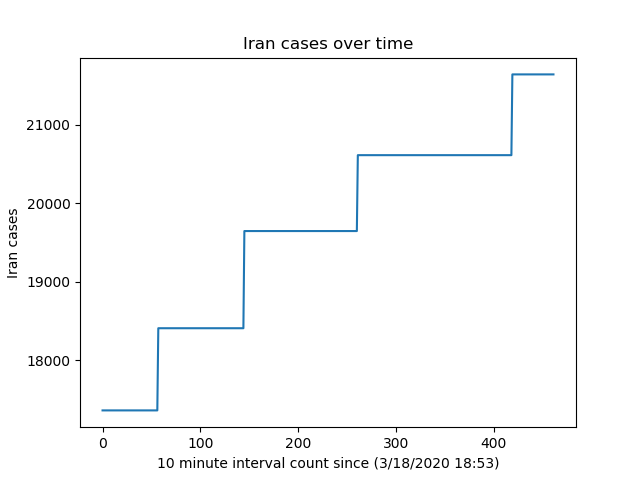 Iran cases over time
Iran cases
21000
20000
19000
18000
0 100 200 300 400
10 minute interval count since (3/18/2020 18:53)